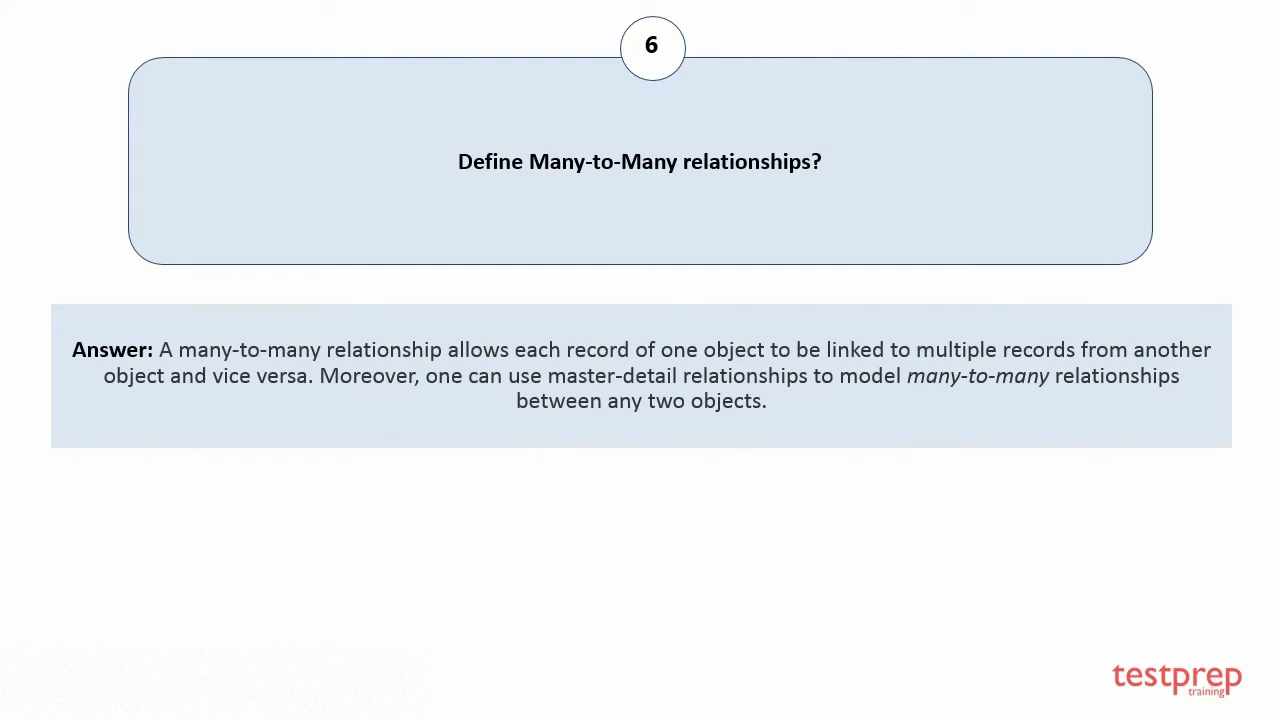 6
Define Many-to-Many relationships?
Answer: A many-to-many relationship allows each record of one object to be linked to multiple records from another
object and vice versa. Moreover, one can use master-detail relationships to model many-to-many relationships
between any two objects.
testprep
training